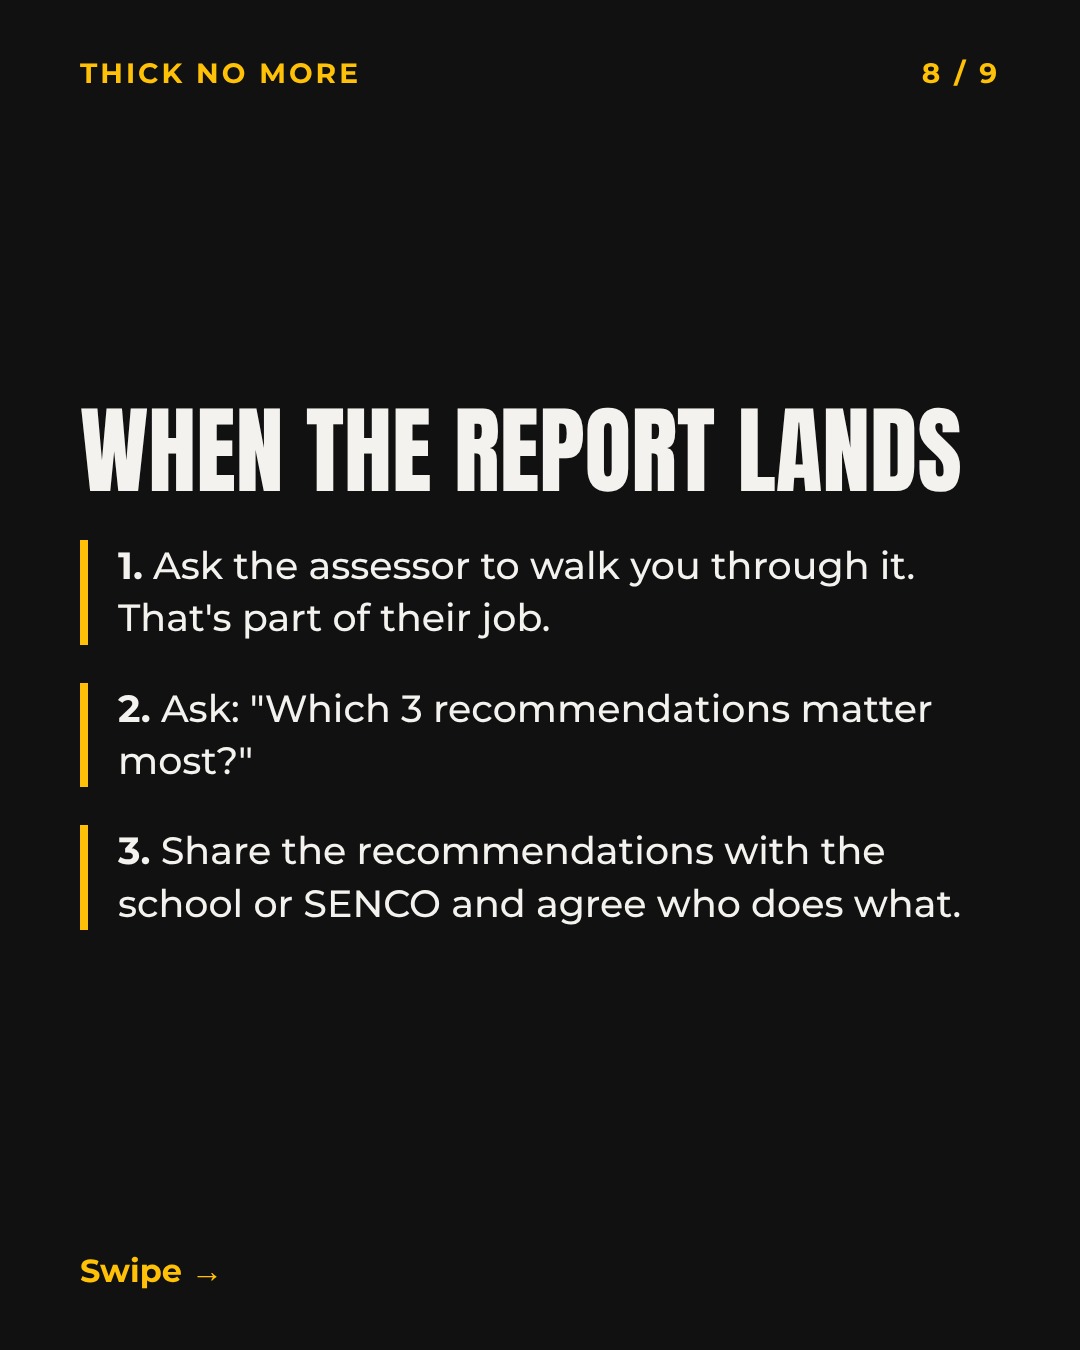 THICK NO MORE
8 / 9
WHEN THE REPORT LANDS
1. Ask the assessor to walk you through it.
That's part of their job.
2. Ask: "Which 3 recommendations matter
most?"
3. Share the recommendations with the
school or SENCO and agree who does what.
Swipe →